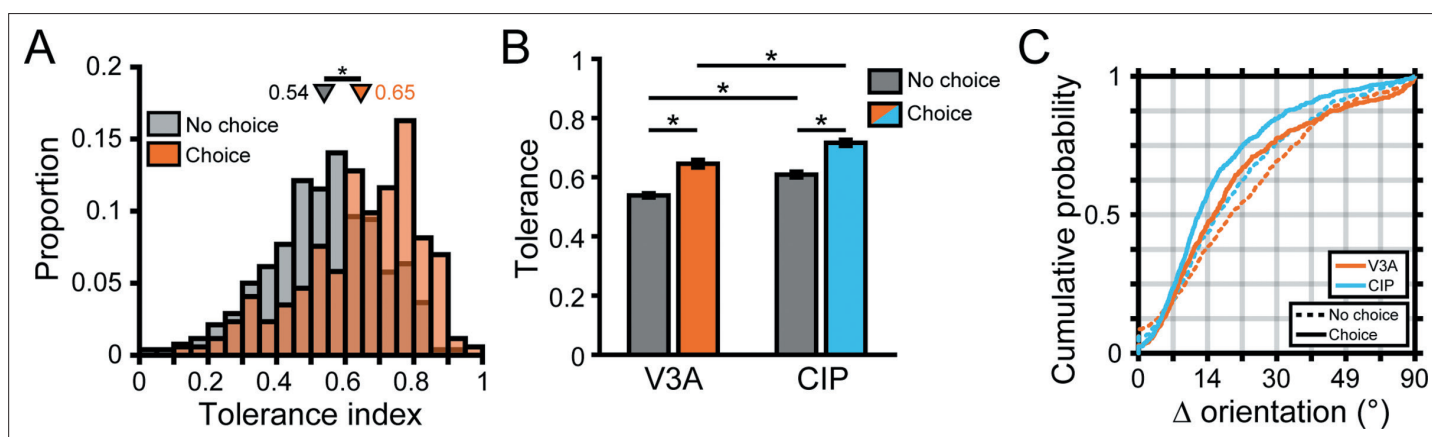 A
Proportion
0.2
0.15
0.1
0.05
0
0.54
*
0.65
No choice
Choice
0
0.2
0.4
0.6
0.8
1
Tolerance index
B
Tolerance
1
0.8
0.6
0.4
0.2
0
*
*
*
*
No choice
Choice
V3A
CIP
C
Cumulative probability
1
0.5
0
V3A
CIP
No choice
Choice
0
14
30
49
90
Δ orientation (°)